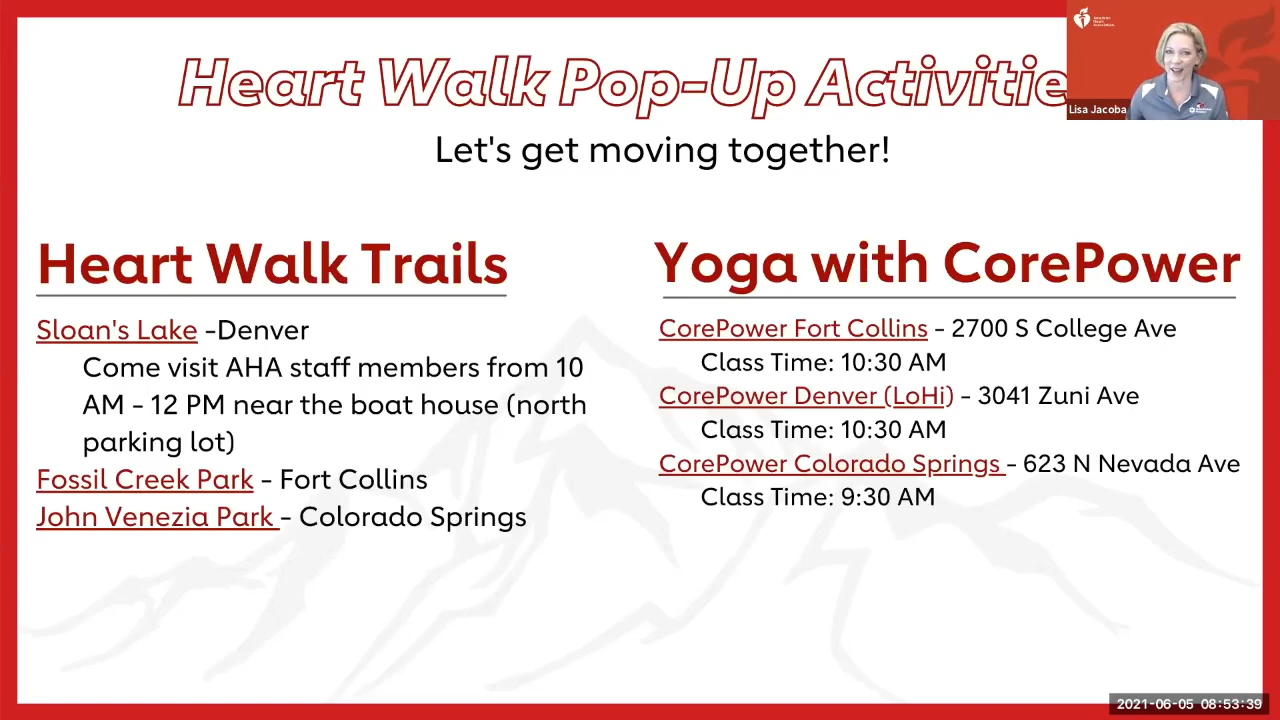 Heart Walk Pop-Up Activitie
Let's get moving together!
American
Heart
Association.
Lisa Jacoba
Heart Walk Trails
Sloan's Lake -Denver
Come visit AHA staff members from 10
AM - 12 PM near the boat house (north
parking lot)
Fossil Creek Park - Fort Collins
John Venezia Park - Colorado Springs
Yoga with CorePower
CorePower Fort Collins - 2700 S College Ave
Class Time: 10:30 AM
CorePower Denver (LoHi) - 3041 Zuni Ave
Class Time: 10:30 AM
CorePower Colorado Springs - 623 N Nevada Ave
Class Time: 9:30 AM
2021-06-05 08:53:39